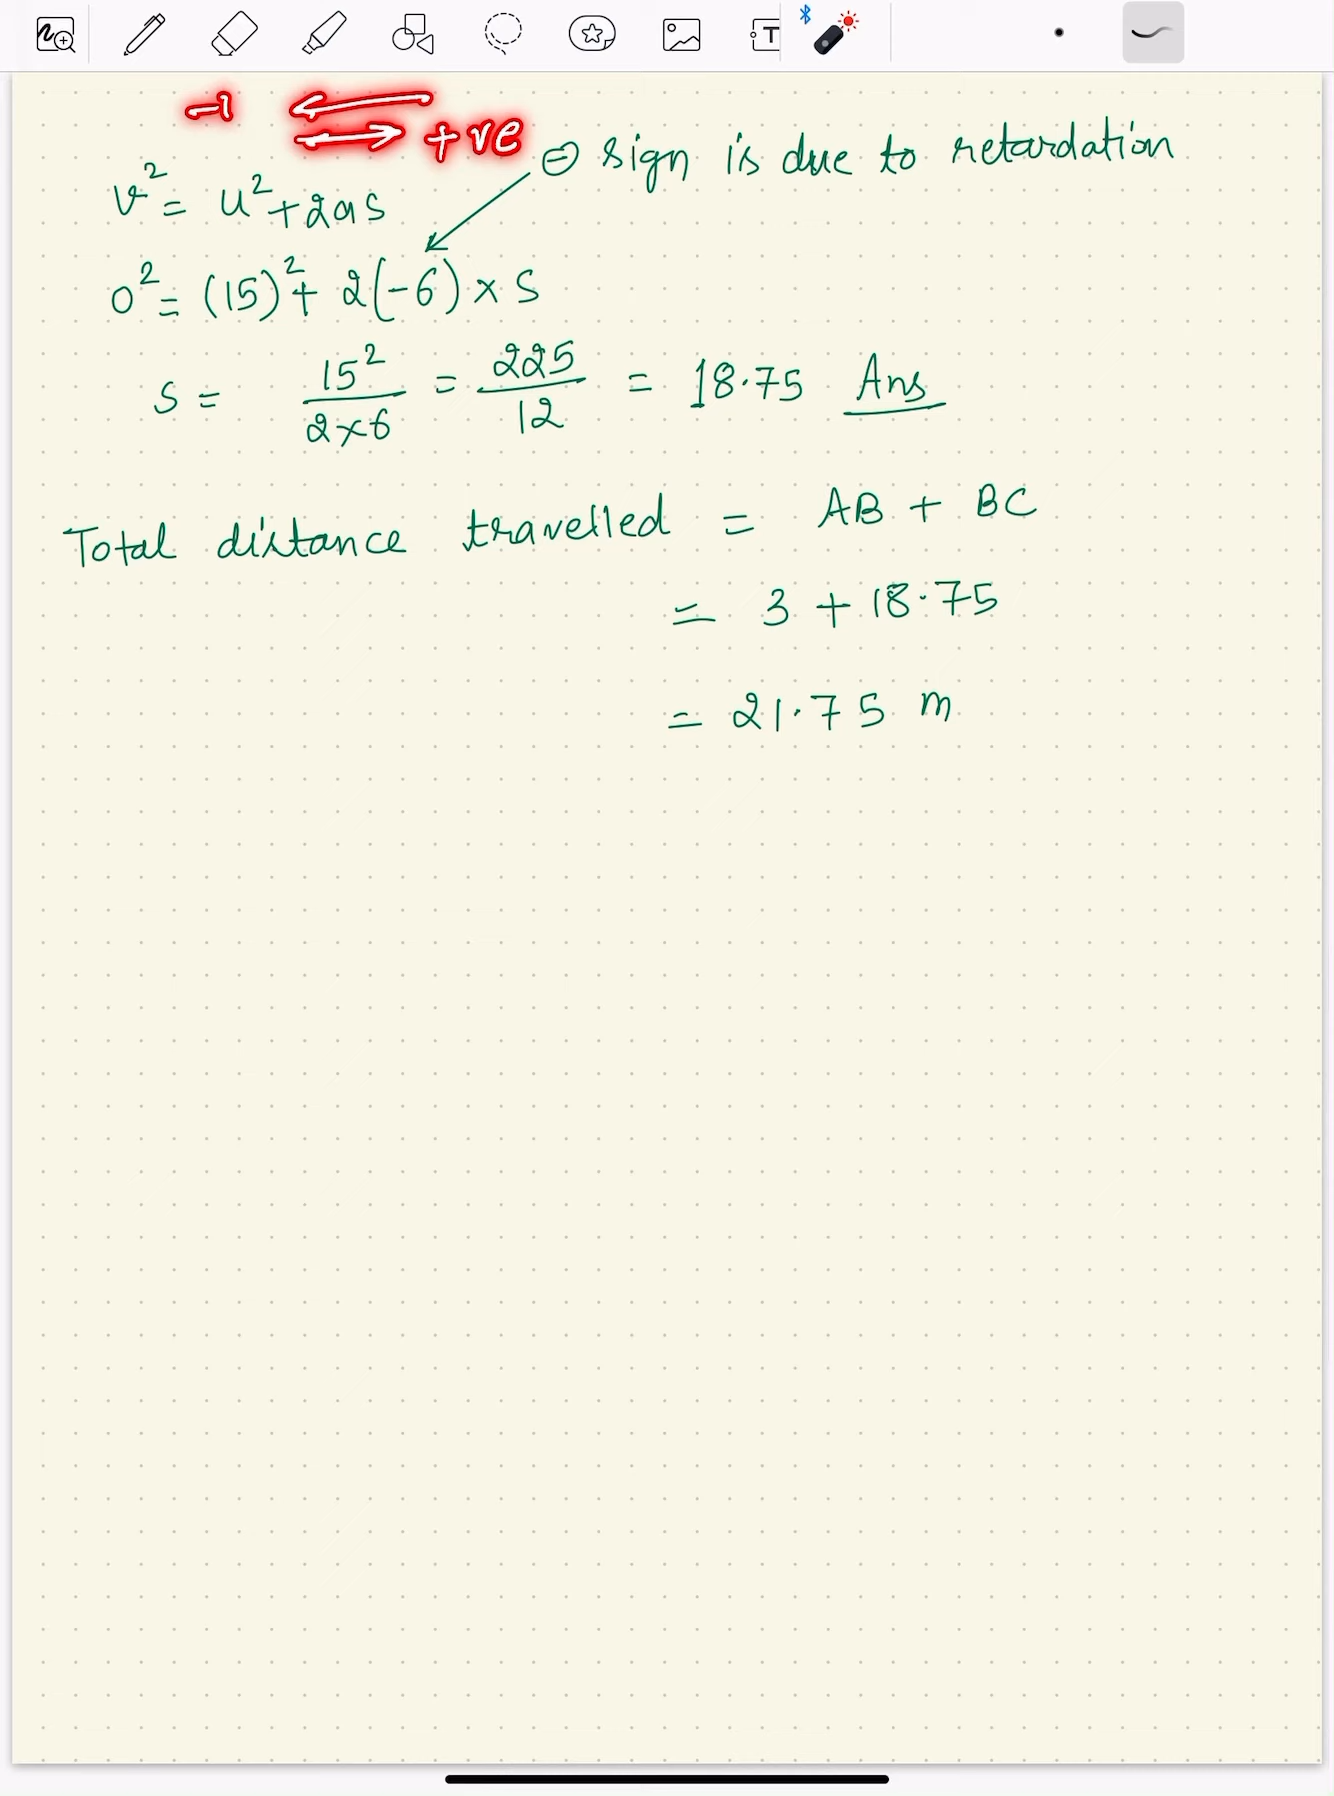 -1
+ve
⊖ sign is due to retardation
v² = u² + 2as
0² = (15)² + 2(-6) × S
S = 15²/2×6 = 225/12 = 18.75 Ans
Total distance travelled = AB + BC
= 3 + 18.75
= 21.75 m